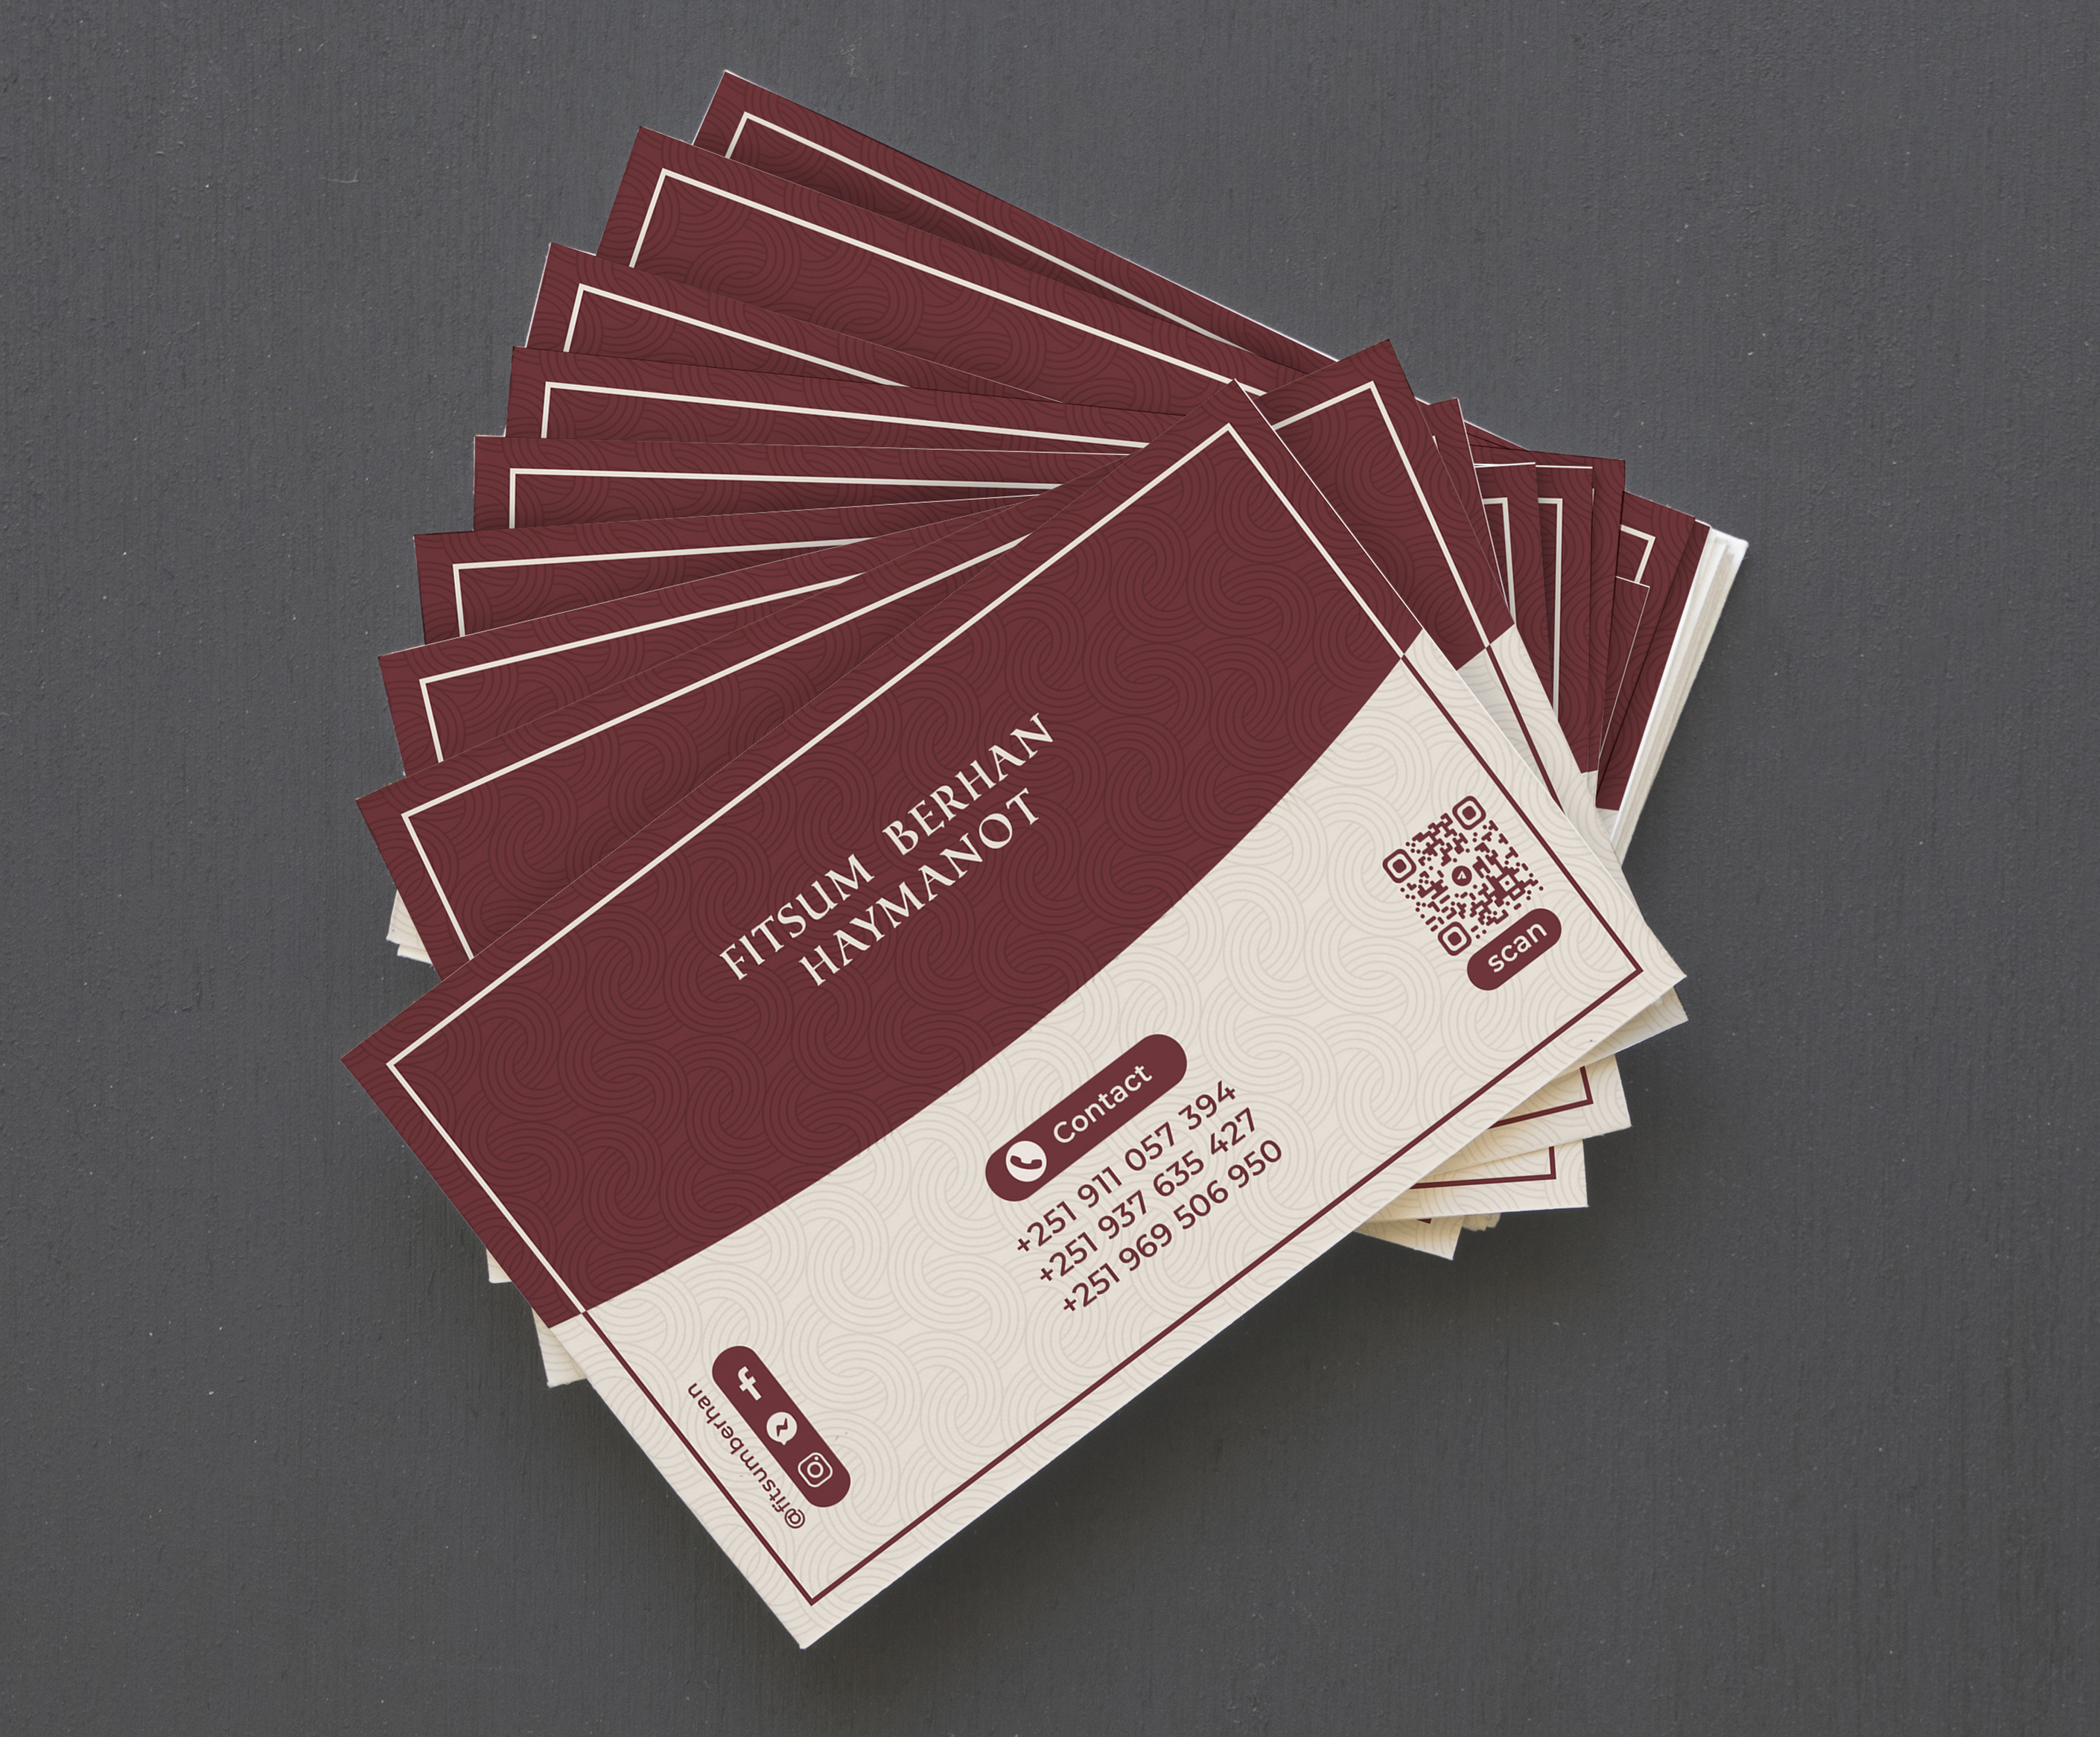 FITSUM BERHAN
HAYMANOT
Contact
+251 911 057 394
+251 937 635 427
+251 969 506 950
scan
@fitsumberhan